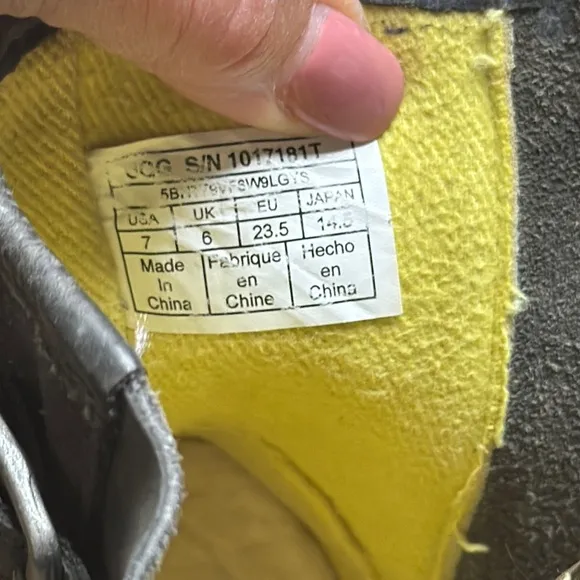 S/N 1017181T
USA UK EU JAPAN
7 6 23.5 14.5
Made Fabrique Hecho
In en en
China Chine China